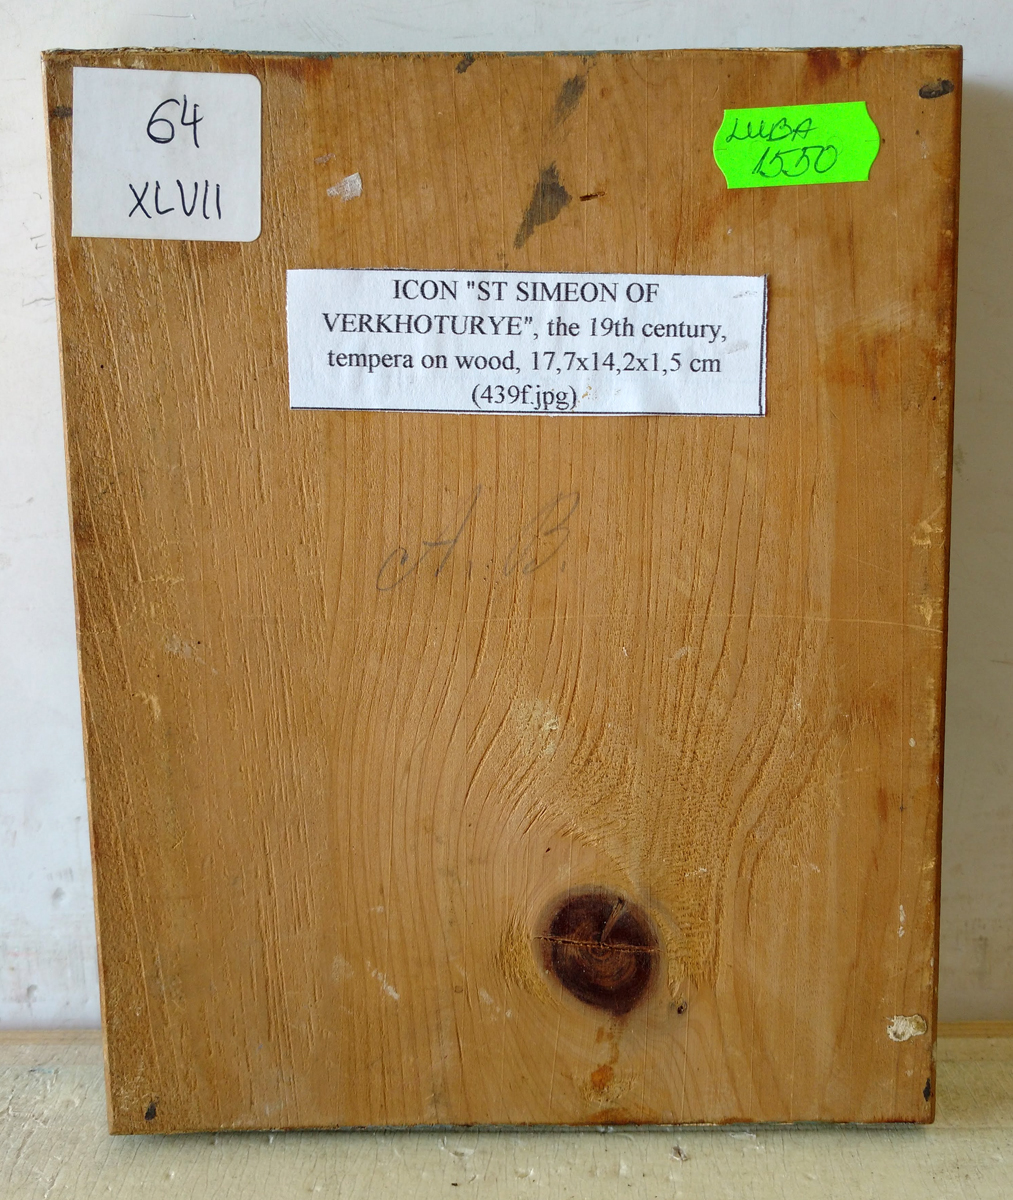 64
XLVII
LUBA
1550
ICON "ST SIMEON OF
VERKHOTURYE", the 19th century,
tempera on wood, 17,7x14,2x1,5 cm
(439f.jpg)
А. В.